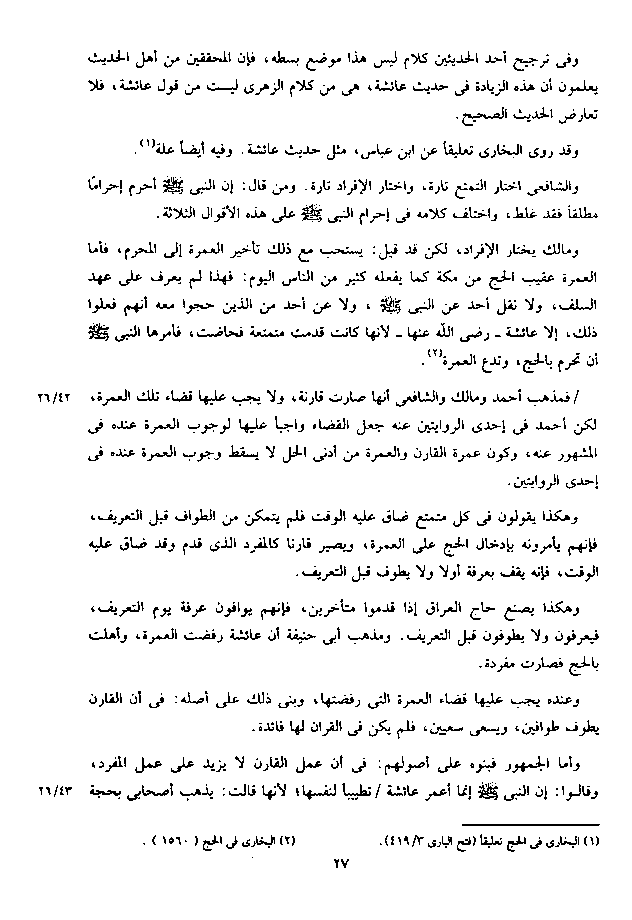 وفى ترجيح أحد الحديثين كلام ليس هذا موضع بسطه، فإن المحققين من أهل الحديث
يعلمون أن هذه الزيادة فى حديث عائشة، هى من كلام الزهرى ليست من قول عائشة، فلا
تعارض الحديث الصحيح.
وقد روى البخارى تعليقاً عن ابن عباس، مثل حديث عائشة. وفيه أيضاً علة(١).
والشافعى اختار التمتع تارة، واختار الإفراد تارة. ومن قال: إن النبى ﷺ أحرم إحرامًا
مطلقاً فقد غلط، واختلف كلامه فى إحرام النبى ﷺ على هذه الأقوال الثلاثة.
ومالك يختار الإفراد، لكن قد قيل: يستحب مع ذلك تأخير العمرة إلى المحرم، فأما
العمرة عقيب الحج من مكة كما يفعله كثير من الناس اليوم: فهذا لم يعرف على عهد
السلف، ولا نقل أحد عن النبى ﷺ ، ولا عن أحد من الذين حجوا معه أنهم فعلوا
ذلك، إلا عائشة ـ رضى الله عنها ـ لأنها كانت قدمت متمتعة فحاضت، فأمرها النبى ﷺ
أن تحرم بالحج، وتدع العمرة(٢).
٢٦/٤٢ / فمذهب أحمد ومالك والشافعى أنها صارت قارنة، ولا يجب عليها قضاء تلك العمرة،
لكن أحمد فى إحدى الروايتين عنه جعل القضاء واجبأ عليها لوجوب العمرة عنده فى
المشهور عنه، وكون عمرة القارن والعمرة من أدنى الحل لا يسقط وجوب العمرة عنده فى
إحدى الروايتين.
وهكذا يقولون فى كل متمتع ضاق عليه الوقت فلم يتمكن من الطواف قبل التعريف،
فإنهم يأمرونه بإدخال الحج على العمرة، ويصير قارنا كالمفرد الذى قدم وقد ضاق عليه
الوقت، فإنه يقف بعرفة أولا ولا يطوف قبل التعريف.
وهكذا يصنع حاج العراق إذا قدموا متأخرين، فإنهم يوافون عرفة يوم التعريف،
فيعرفون ولا يطوفون قبل التعريف. ومذهب أبى حنيفة أن عائشة رفضت العمرة، وأهلت
بالحج فصارت مفردة.
وعنده يجب عليها قضاء العمرة التى رفضتها، وبنى ذلك على أصله: فى أن القارن
يطوف طوافين، ويسعى سعيين، فلم يكن فى القران لها فائدة.
وأما الجمهور فبنوه على أصولهم: فى أن عمل القارن لا يزيد على عمل المفرد،
٢٦/٤٣ وقالوا: إن النبى ﷺ إنما أعمر عائشة / تطييباً لنفسها؛ لأنها قالت: يذهب أصحابي بحجة
(١) البخارى فى الحج تعليقاً (فتح البارى ٤١٩/٣). (٢) البخارى فى الحج ( ١٥٦٠ ) .
٢٧